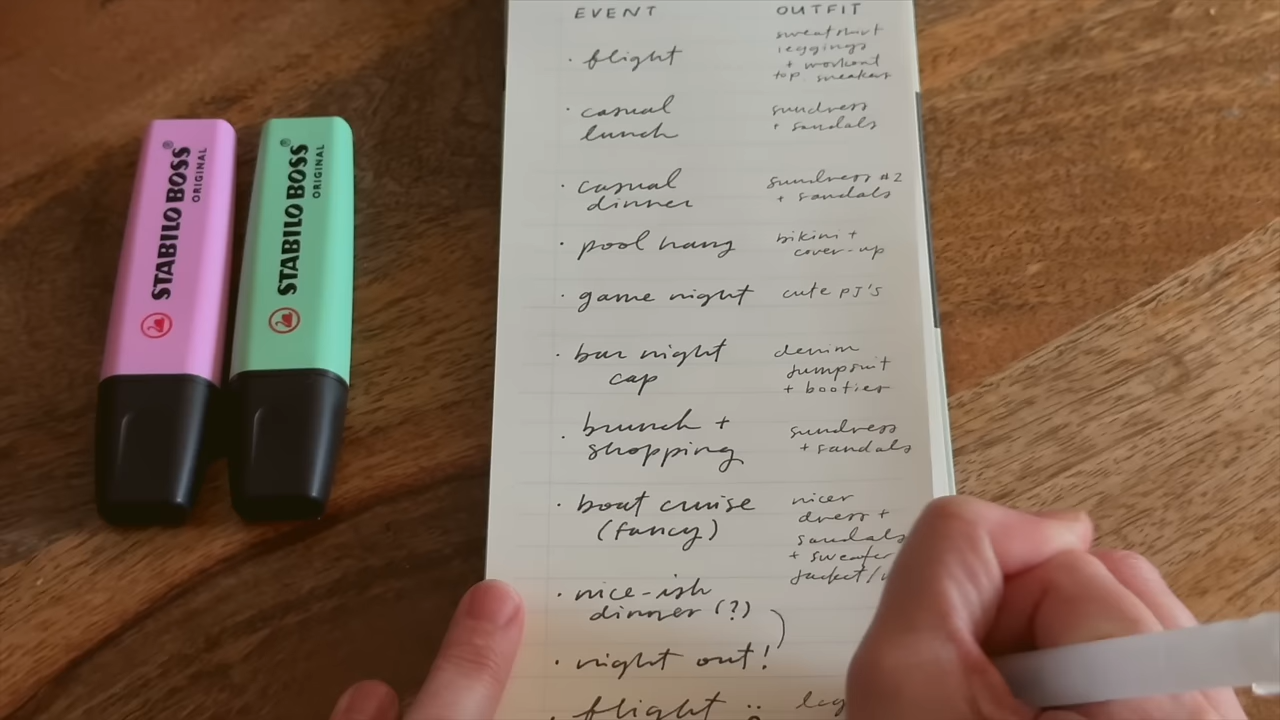 STABILO BOSS®
ORIGINAL
STABILO BOSS®
ORIGINAL
EVENT OUTFIT
· flight
sweatshirt
leggings
+ workout
top sneakers
· casual
lunch
sundress
+ sandals
· casual
dinner
sundress #2
+ sandals
· pool hang
bikini +
cover-up
· game night
cute PJ'S
· bar night
cap
denim
jumpsuit
+ booties
· brunch +
shopping
sundress
+ sandals
· boat cruise
(fancy)
nicer
dress +
sandals
+ sweater
jacket/
· nice-ish
dinner (?)
· night out!
· flight :
leg